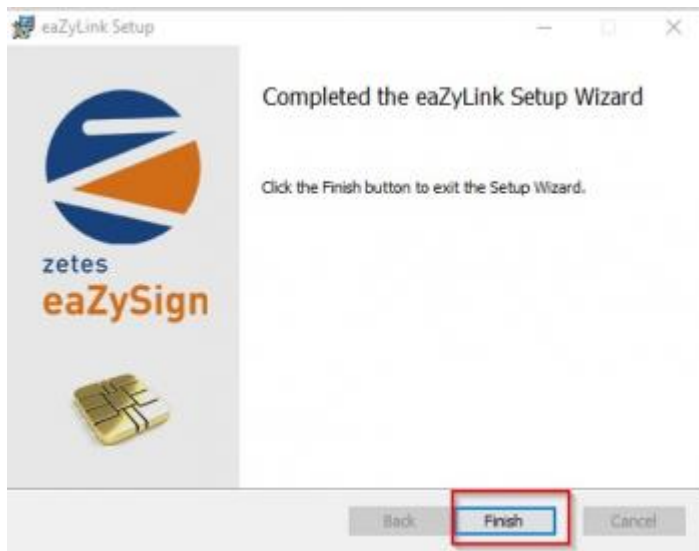 eaZyLink Setup
Completed the eaZyLink Setup Wizard
Click the Finish button to exit the Setup Wizard.
zetes
eaZySign
Back
Finish
Cancel